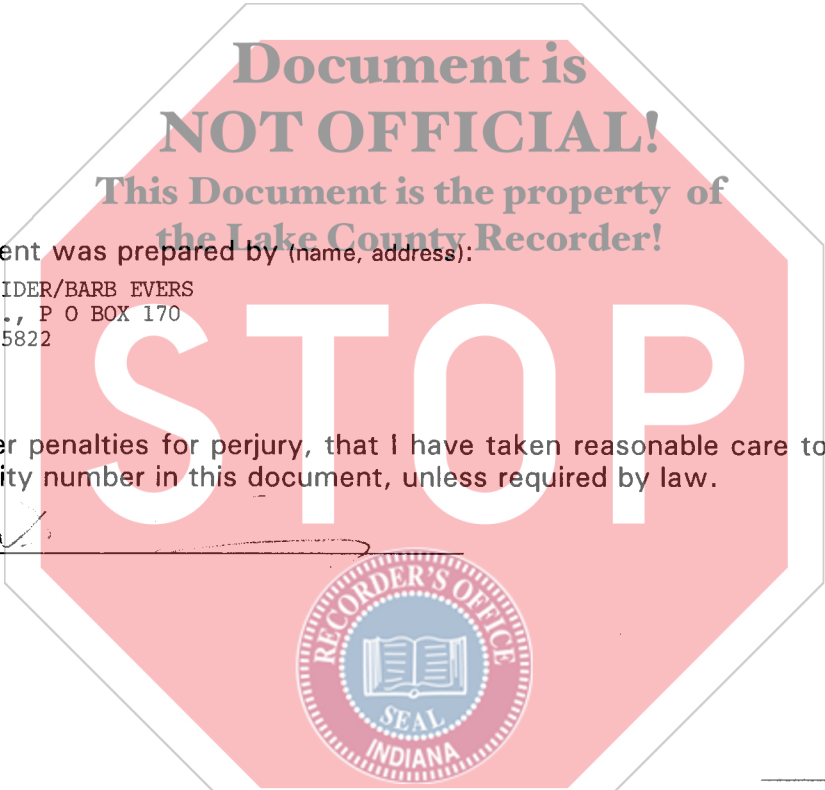 Document is
NOT OFFICIAL!
This Document is the property of
the Lake County Recorder!
ent was prepared by (name, address):
IDER/BARB EVERS
., P O BOX 170
5822
STOP
er penalties for perjury, that I have taken reasonable care to
ity number in this document, unless required by law.
RECORDER'S OFFICE
SEAL
INDIANA